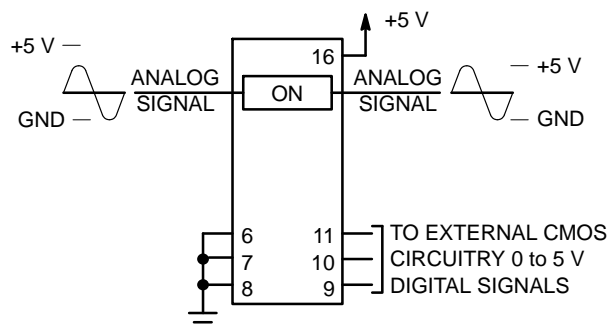 +5 V
+5 V
16
ANALOG
SIGNAL
ON
ANALOG
SIGNAL
+5 V
GND
GND
6
11
TO EXTERNAL CMOS
7
10
CIRCUITRY 0 to 5 V
8
9
DIGITAL SIGNALS